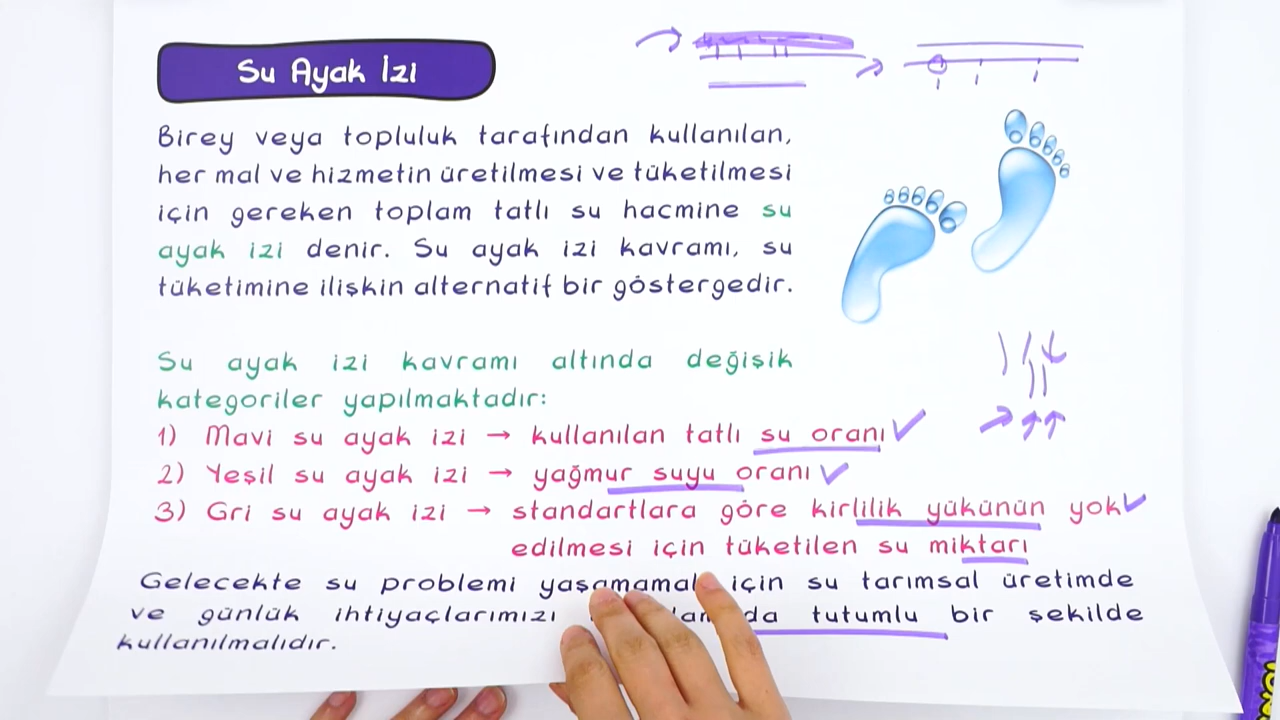 Su Ayak İzi
Birey veya topluluk tarafından kullanılan,
her mal ve hizmetin üretilmesi ve tüketilmesi
için gereken toplam tatlı su hacmine su
ayak izi denir. Su ayak izi kavramı, su
tüketimine ilişkin alternatif bir göstergedir.
Su ayak izi kavramı altında değişik
kategoriler yapılmaktadır:
1) Mavi su ayak izi → kullanılan tatlı su oranı
2) Yeşil su ayak izi → yağmur suyu oranı
3) Gri su ayak izi → standartlara göre kirlilik yükünün yok
edilmesi için tüketilen su miktarı
Gelecekte su problemi için su tarımsal üretimde
ve günlük ihtiyaçlarımızı tutumlu bir şekilde
kullanılmalıdır.